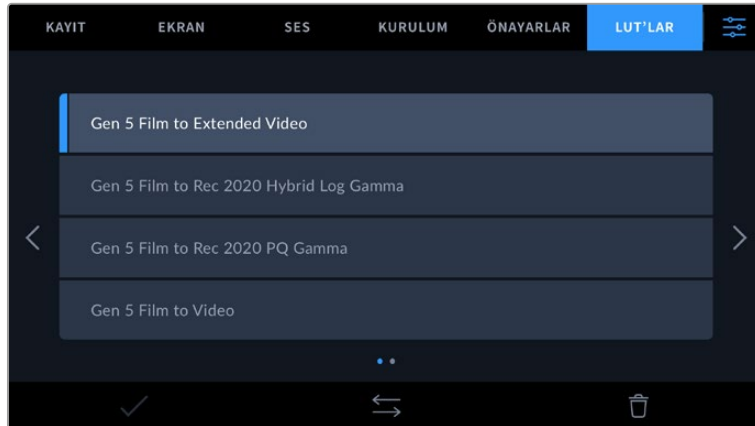 KAYIT EKRAN SES KURULUM ÖNAYARLAR LUT'LAR
Gen 5 Film to Extended Video
Gen 5 Film to Rec 2020 Hybrid Log Gamma
Gen 5 Film to Rec 2020 PQ Gamma
Gen 5 Film to Video